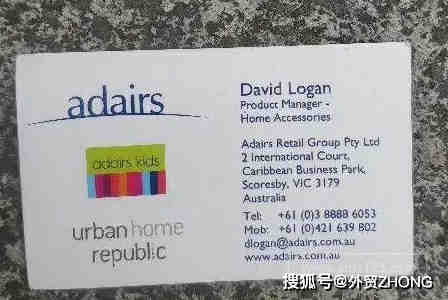 adairs
adairs kids
urban home
republic
David Logan
Product Manager -
Home Accessories
Adairs Retail Group Pty Ltd
2 International Court,
Caribbean Business Park,
Scoresby, VIC 3179
Australia
Tel: +61 (0)3 8888 6053
Mob: +61 (0)421 639 802
dlogan@adairs.com.au
www.adairs.com.au
搜狐号@外贸ZHONG